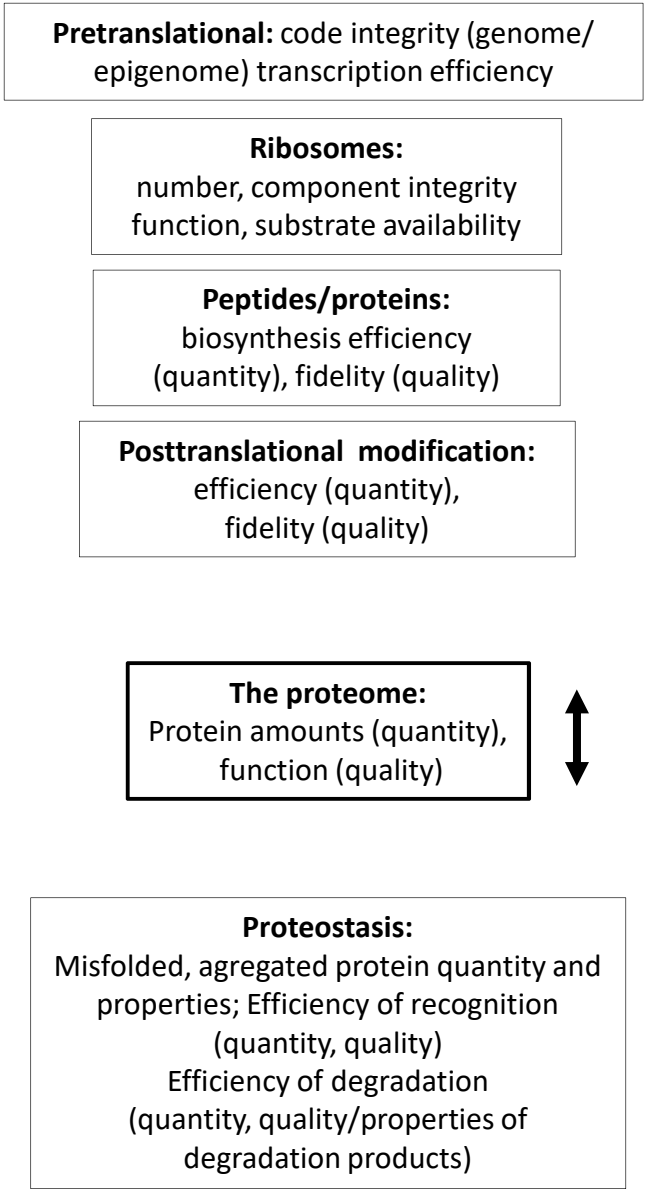 Pretranslational: code integrity (genome/
epigenome) transcription efficiency
Ribosomes:
number, component integrity
function, substrate availability
Peptides/proteins:
biosynthesis efficiency
(quantity), fidelity (quality)
Posttranslational modification:
efficiency (quantity),
fidelity (quality)
The proteome:
Protein amounts (quantity),
function (quality)
Proteostasis:
Misfolded, agregated protein quantity and
properties; Efficiency of recognition
(quantity, quality)
Efficiency of degradation
(quantity, quality/properties of
degradation products)